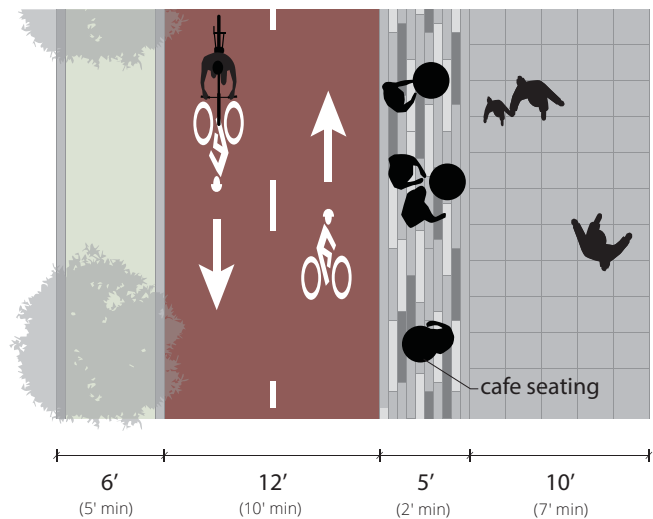 cafe seating
6’ 12’ 5’ 10’
(5' min) (10' min) (2' min) (7' min)